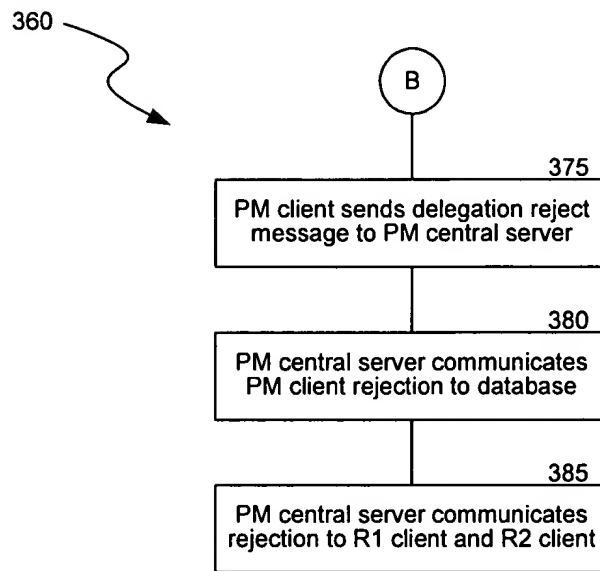 360
B
375
PM client sends delegation reject
message to PM central server
380
PM central server communicates
PM client rejection to database
385
PM central server communicates
rejection to R1 client and R2 client